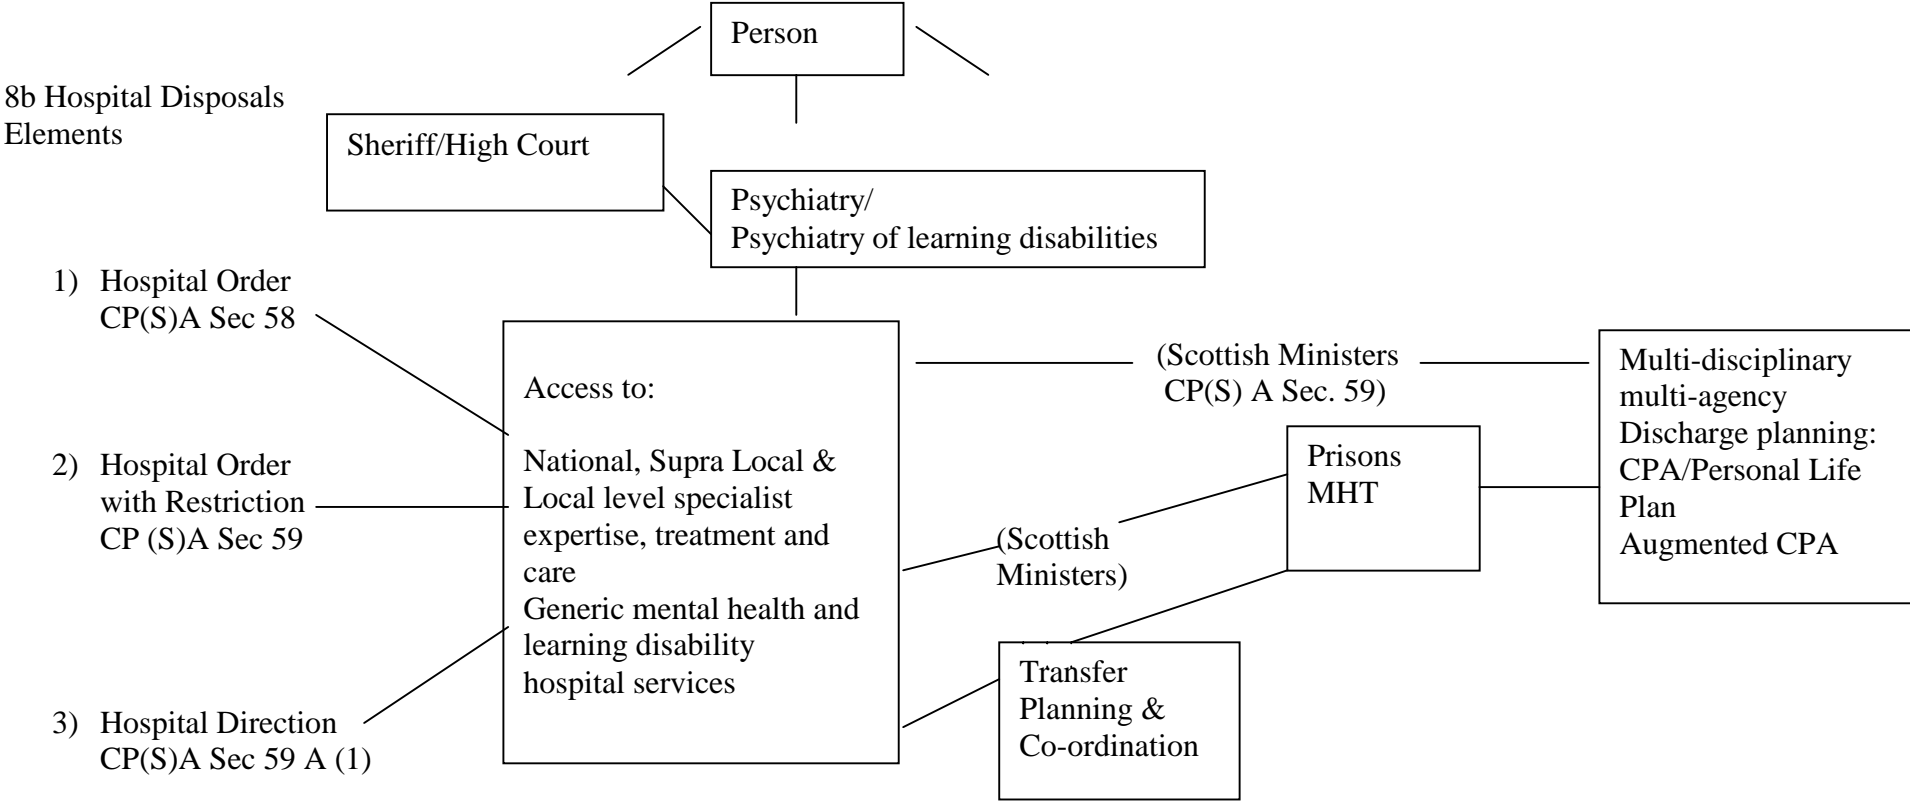 Person
8b Hospital Disposals
Elements
Sheriff/High Court
Psychiatry/
Psychiatry of learning disabilities
1) Hospital Order
CP(S)A Sec 58
2) Hospital Order
with Restriction
CP (S)A Sec 59
3) Hospital Direction
CP(S)A Sec 59 A (1)
Access to:
National, Supra Local &
Local level specialist
expertise, treatment and
care
Generic mental health and
learning disability
hospital services
(Scottish Ministers
CP(S) A Sec. 59)
(Scottish
Ministers)
Transfer
Planning &
Co-ordination
Prisons
MHT
Multi-disciplinary
multi-agency
Discharge planning:
CPA/Personal Life
Plan
Augmented CPA